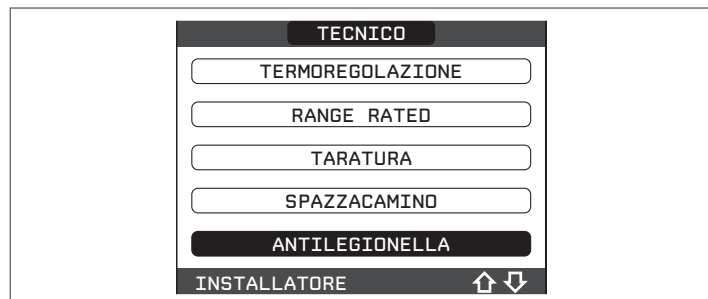 TECNICO
TERMOREGOLAZIONE
RANGE RATED
TARATURA
SPAZZACAMINO
ANTILEGIONELLA
INSTALLATORE